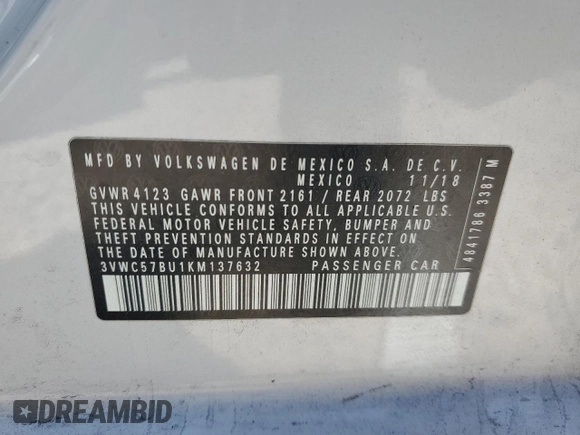 MFD BY VOLKSWAGEN DE MEXICO S.A. DE C.V.
MEXICO 11/18
GVWR 4123 GAWR FRONT 2161 / REAR 2072 LBS
THIS VEHICLE CONFORMS TO ALL APPLICABLE U.S.
FEDERAL MOTOR VEHICLE SAFETY, BUMPER AND
THEFT PREVENTION STANDARDS IN EFFECT ON
THE DATE OF MANUFACTURE SHOWN ABOVE.
3VWC57BU1KM137632 PASSENGER CAR
4841786 3387 M
DREAMBID